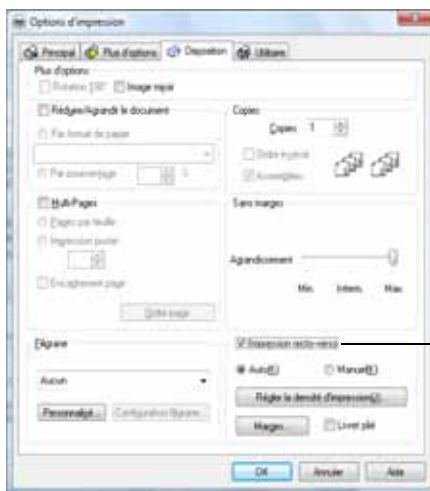 Options d'impression
Principal Plus d'options Disposition Utilitaire
Plus d'options
Rotation 180° Image miroir
Réduire/Agrandir le document
Par format de papier
Par pourcentage %
Copies
Copies 1
Ordre inversé
Assemblées
Multi-Pages
Pages par feuille
Impression poster
Encadrement page
Ordre page
Sans marges
Agrandissement
Min. Interm. Max.
Filigrane
Aucun
Personnalisé... Configuration filigrane...
Impression recto-verso
Auto(B) Manuel(E)
Régler la densité d'impression(J)...
Marges... Livret plié
OK Annuler Aide